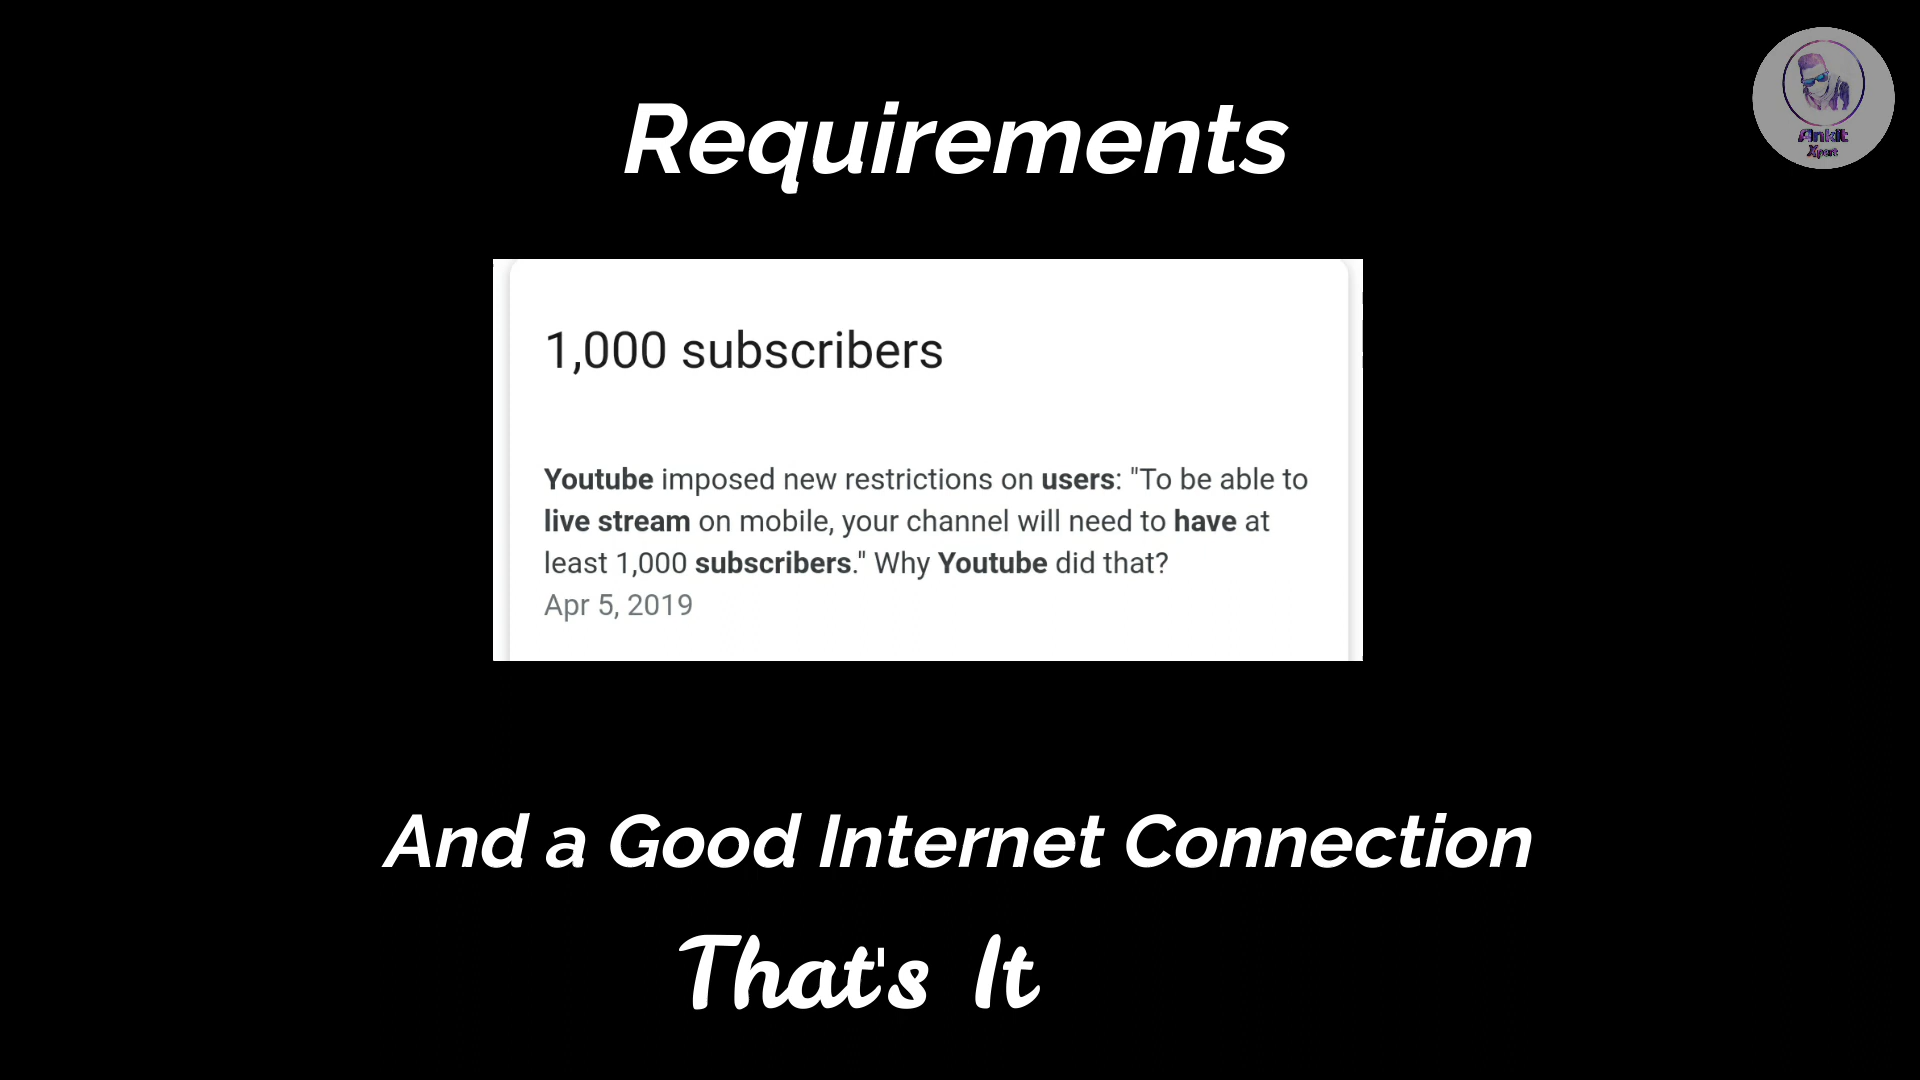 Requirements
Ankit
Xpert
1,000 subscribers
Youtube imposed new restrictions on users: "To be able to
live stream on mobile, your channel will need to have at
least 1,000 subscribers." Why Youtube did that?
Apr 5, 2019
And a Good Internet Connection
That's It